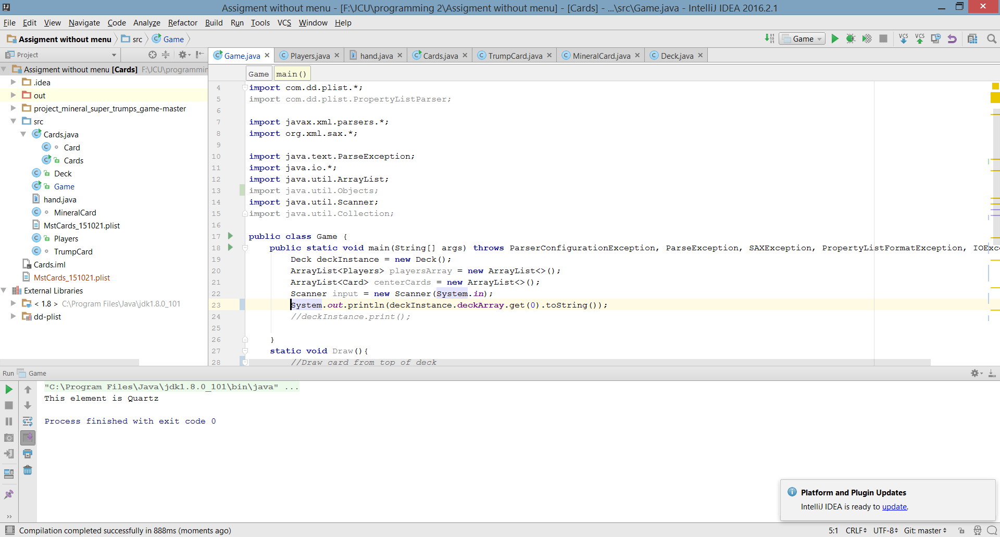 Assigment without menu - [F:\JCU\programming 2\Assigment without menu] - [Cards] - ...\src\Game.java - IntelliJ IDEA 2016.2.1
File Edit View Navigate Code Analyze Refactor Build Run Tools VCS Window Help
Assigment without menu src Game
Game VCS VCS
Project
Game.java Players.java hand.java Cards.java TrumpCard.java MineralCard.java Deck.java
Assigment without menu [Cards] F:\JCU\programmin
.idea
out
project_mineral_super_trumps_game-master
src
Cards.java
Card
Cards
Deck
Game
hand.java
MineralCard
MstCards_151021.plist
Players
TrumpCard
Cards.iml
MstCards_151021.plist
External Libraries
< 1.8 > C:\Program Files\Java\jdk1.8.0_101
dd-plist
Game main()
4 import com.dd.plist.*;
5 import com.dd.plist.PropertyListParser;
6
7 import javax.xml.parsers.*;
8 import org.xml.sax.*;
9
10 import java.text.ParseException;
11 import java.io.*;
12 import java.util.ArrayList;
13 import java.util.Objects;
14 import java.util.Scanner;
15 import java.util.Collection;
16
17 public class Game {
18 public static void main(String[] args) throws ParserConfigurationException, ParseException, SAXException, PropertyListFormatException, IOExce
19 Deck deckInstance = new Deck();
20 ArrayList<Players> playersArray = new ArrayList<>();
21 ArrayList<Card> centerCards = new ArrayList<>();
22 Scanner input = new Scanner(System.in);
23 System.out.println(deckInstance.deckArray.get(0).toString());
24 //deckInstance.print();
25
26 }
27 static void Draw(){
28 //Draw card from top of deck
Run Game
"C:\Program Files\Java\jdk1.8.0_101\bin\java" ...
This element is Quartz
Process finished with exit code 0
Platform and Plugin Updates
IntelliJ IDEA is ready to update.
Compilation completed successfully in 888ms (moments ago)
5:1 CRLF UTF-8 Git: master